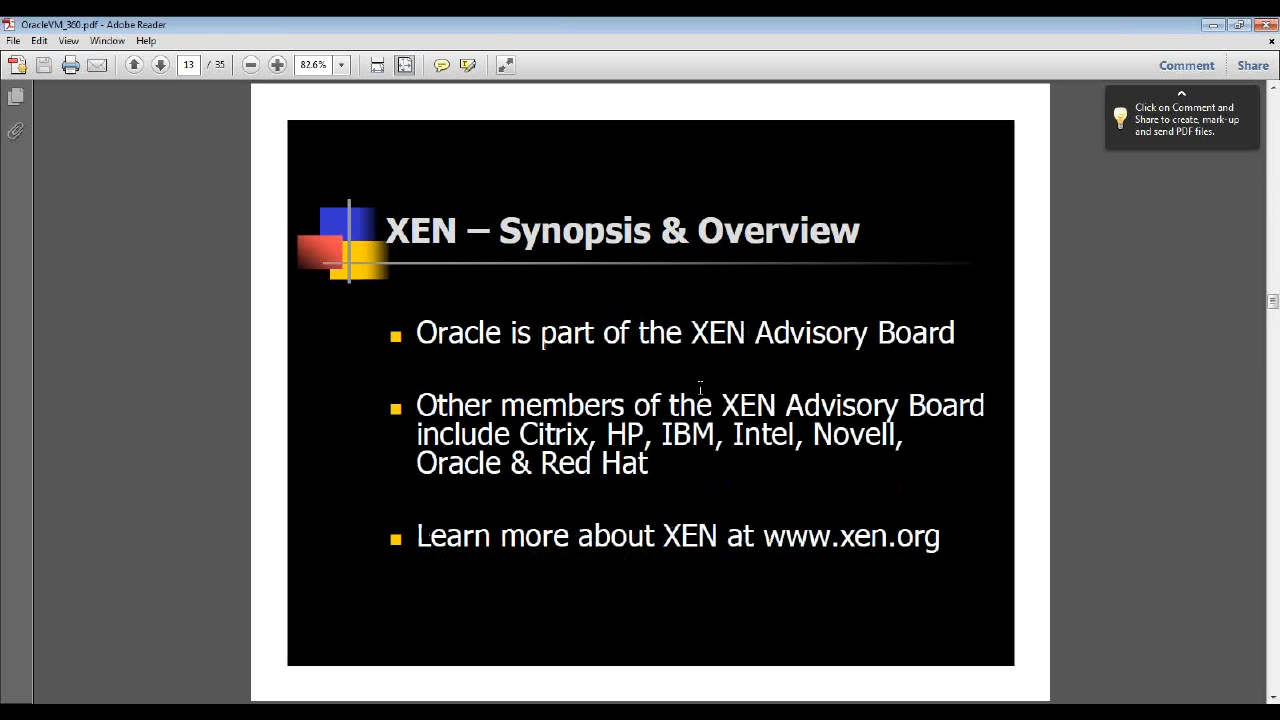 OracleVM_360.pdf - Adobe Reader
File Edit View Window Help
13 / 35 82.6% Comment Share
Click on Comment and
Share to create, mark-up
and send PDF files.
XEN – Synopsis & Overview
Oracle is part of the XEN Advisory Board
Other members of the XEN Advisory Board
include Citrix, HP, IBM, Intel, Novell,
Oracle & Red Hat
Learn more about XEN at www.xen.org